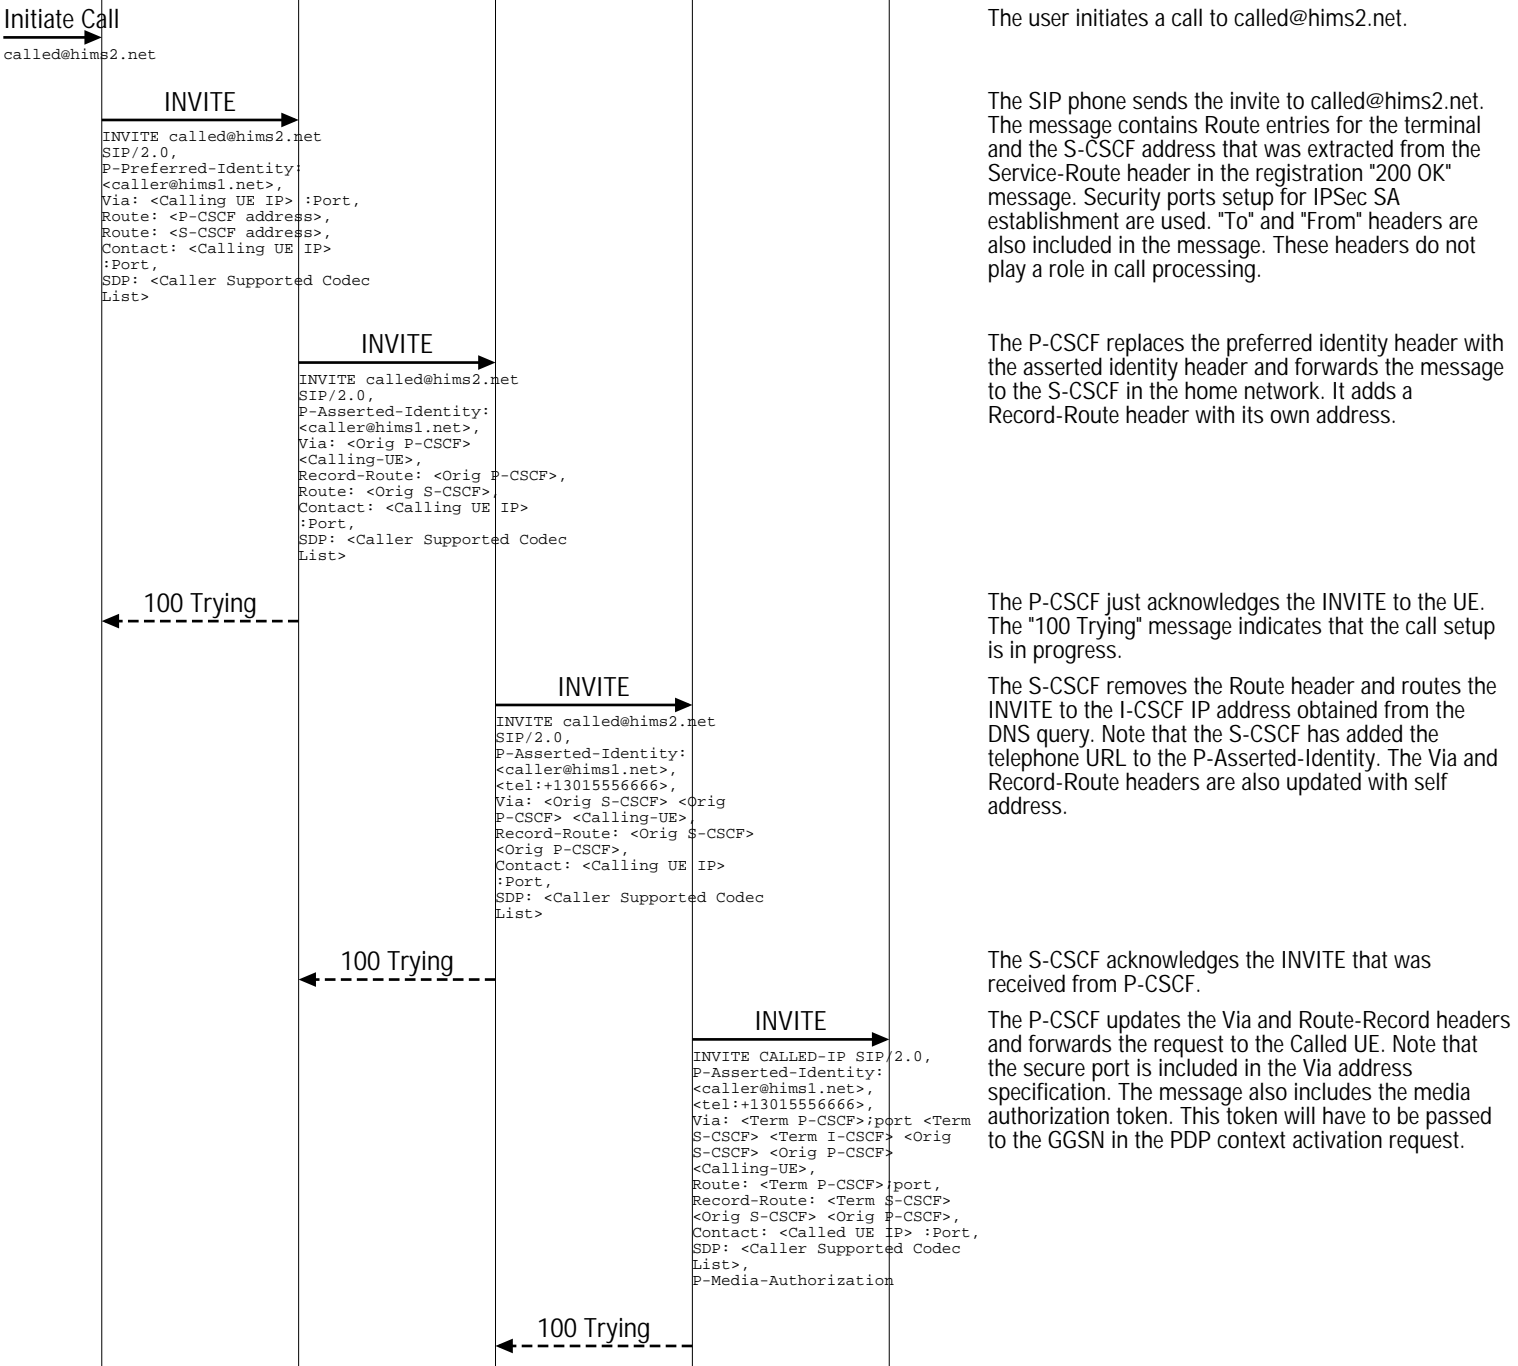 Initiate Call
called@hims2.net
The user initiates a call to called@hims2.net.
INVITE
INVITE called@hims2.net
SIP/2.0,
P-Preferred-Identity:
<caller@hims1.net>,
Via: <Calling UE IP> :Port,
Route: <P-CSCF address>,
Route: <S-CSCF address>,
Contact: <Calling UE IP>
:Port,
SDP: <Caller Supported Codec
List>
The SIP phone sends the invite to called@hims2.net.
The message contains Route entries for the terminal
and the S-CSCF address that was extracted from the
Service-Route header in the registration "200 OK"
message. Security ports setup for IPSec SA
establishment are used. "To" and "From" headers are
also included in the message. These headers do not
play a role in call processing.
INVITE
INVITE called@hims2.net
SIP/2.0,
P-Asserted-Identity:
<caller@hims1.net>,
Via: <Orig P-CSCF>
<Calling-UE>,
Record-Route: <Orig P-CSCF>,
Route: <Orig S-CSCF>,
Contact: <Calling UE IP>
:Port,
SDP: <Caller Supported Codec
List>
The P-CSCF replaces the preferred identity header with
the asserted identity header and forwards the message
to the S-CSCF in the home network. It adds a
Record-Route header with its own address.
100 Trying
The P-CSCF just acknowledges the INVITE to the UE.
The "100 Trying" message indicates that the call setup
is in progress.
INVITE
INVITE called@hims2.net
SIP/2.0,
P-Asserted-Identity:
<caller@hims1.net>,
<tel:+13015556666>,
Via: <Orig S-CSCF> <Orig
P-CSCF> <Calling-UE>,
Record-Route: <Orig S-CSCF>
<Orig P-CSCF>,
Contact: <Calling UE IP>
:Port,
SDP: <Caller Supported Codec
List>
The S-CSCF removes the Route header and routes the
INVITE to the I-CSCF IP address obtained from the
DNS query. Note that the S-CSCF has added the
telephone URL to the P-Asserted-Identity. The Via and
Record-Route headers are also updated with self
address.
100 Trying
The S-CSCF acknowledges the INVITE that was
received from P-CSCF.
INVITE
INVITE CALLED-IP SIP/2.0,
P-Asserted-Identity:
<caller@hims1.net>,
<tel:+13015556666>,
Via: <Term P-CSCF>;port <Term
S-CSCF> <Term I-CSCF> <Orig
S-CSCF> <Orig P-CSCF>
<Calling-UE>,
Route: <Term P-CSCF>;port,
Record-Route: <Term S-CSCF>
<Orig S-CSCF> <Orig P-CSCF>,
Contact: <Called UE IP> :Port,
SDP: <Caller Supported Codec
List>,
P-Media-Authorization
The P-CSCF updates the Via and Route-Record headers
and forwards the request to the Called UE. Note that
the secure port is included in the Via address
specification. The message also includes the media
authorization token. This token will have to be passed
to the GGSN in the PDP context activation request.
100 Trying